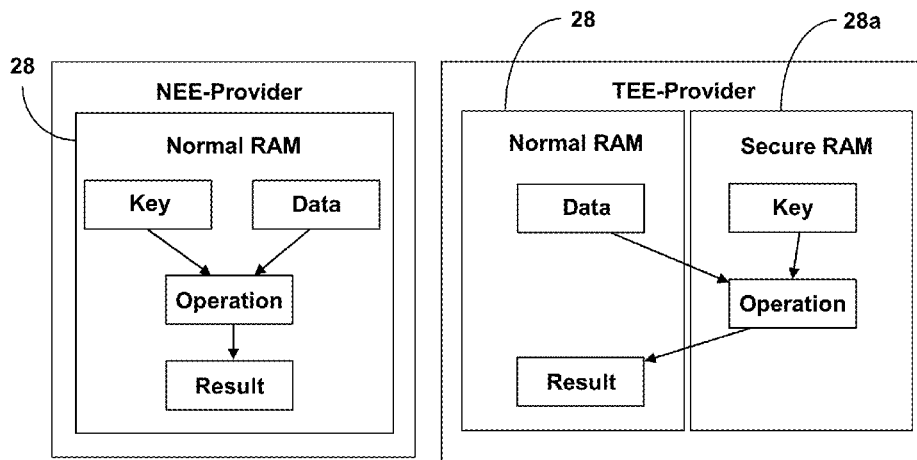 28
28a
28
NEE-Provider
TEE-Provider
Normal RAM
Normal RAM
Secure RAM
Key
Data
Data
Key
Operation
Operation
Result
Result